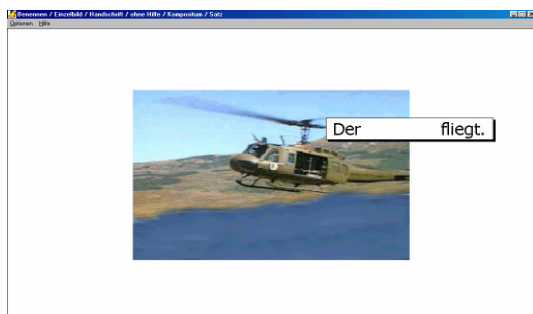 Benennen / Einzelbild / Handschrift / ohne Hilfe / Kompositum / Satz
Optionen Hilfe
Der fliegt.